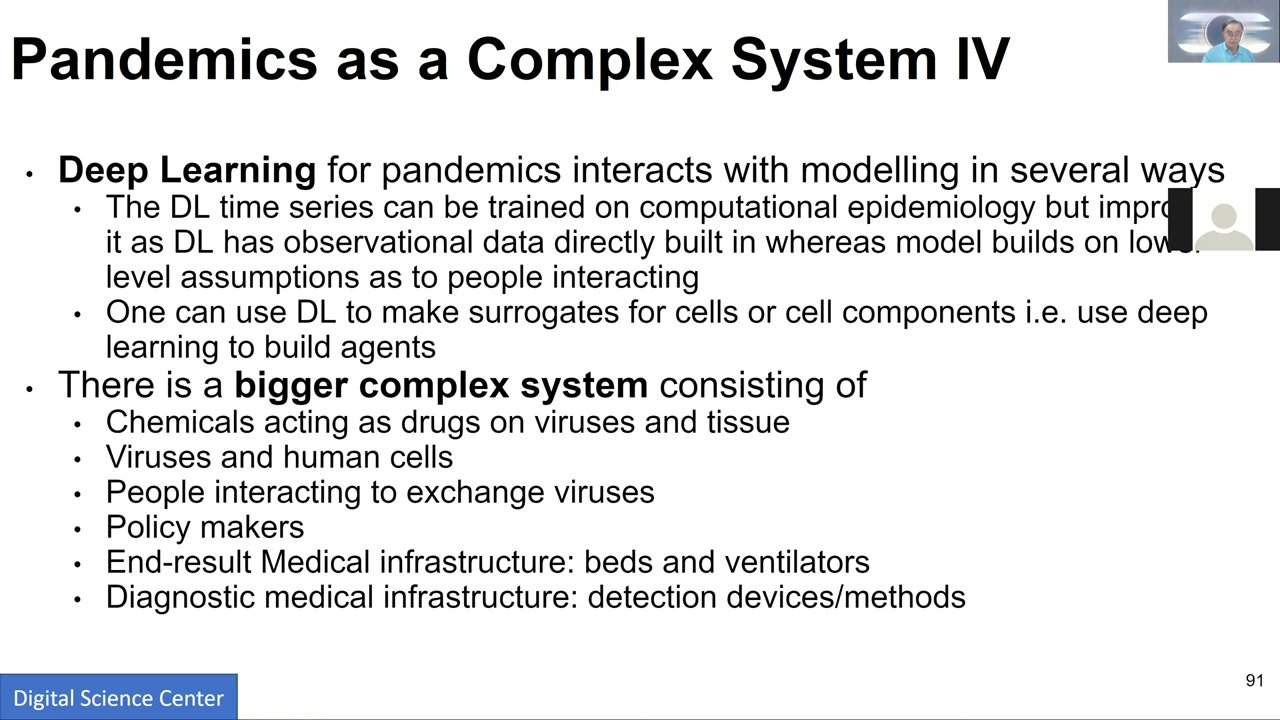 Pandemics as a Complex System IV
• Deep Learning for pandemics interacts with modelling in several ways
• The DL time series can be trained on computational epidemiology but
it as DL has observational data directly built in whereas model builds on
level assumptions as to people interacting
• One can use DL to make surrogates for cells or cell components i.e. use deep
learning to build agents
• There is a bigger complex system consisting of
• Chemicals acting as drugs on viruses and tissue
• Viruses and human cells
• People interacting to exchange viruses
• Policy makers
• End-result Medical infrastructure: beds and ventilators
• Diagnostic medical infrastructure: detection devices/methods
Digital Science Center
91